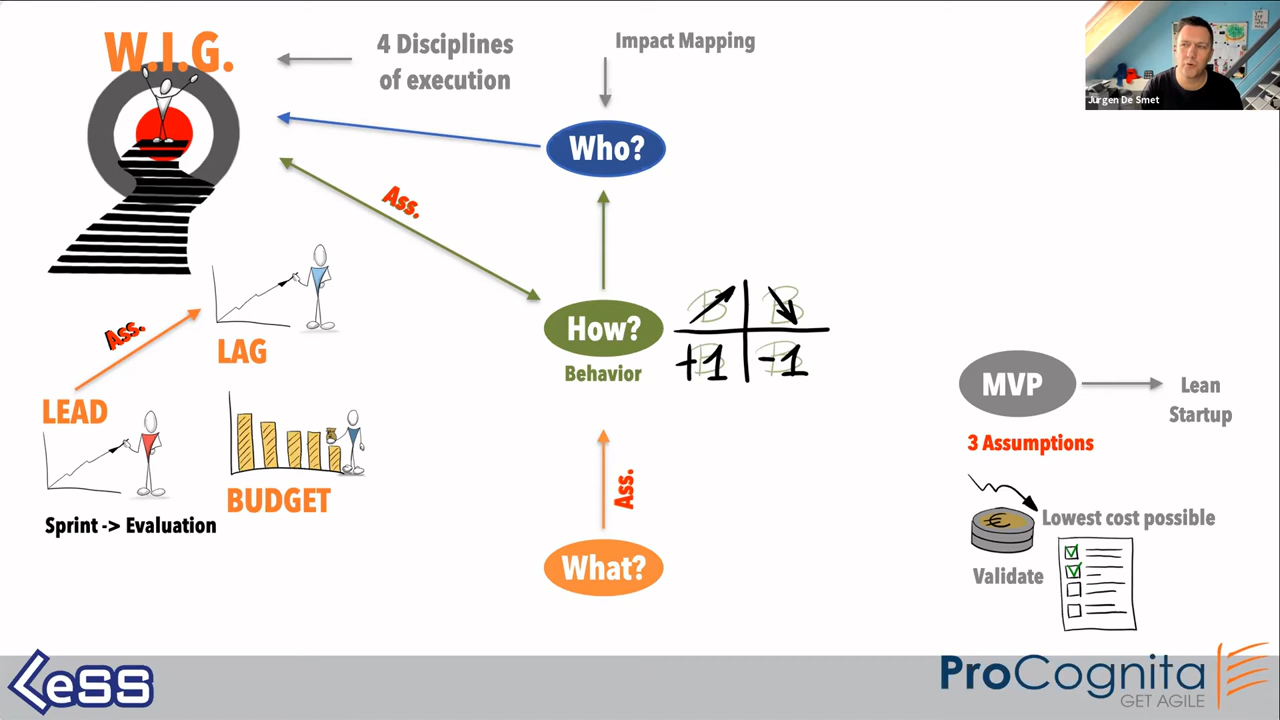 W.I.G.
4 Disciplines
of execution
Impact Mapping
Jurgen De Smet
Who?
Ass.
How?
Behavior
B B
+1 -1
B B
LAG
Ass.
LEAD
BUDGET
Sprint -> Evaluation
Ass.
What?
MVP
Lean
Startup
3 Assumptions
€
Lowest cost possible
Validate
LeSS
ProCognita
GET AGILE